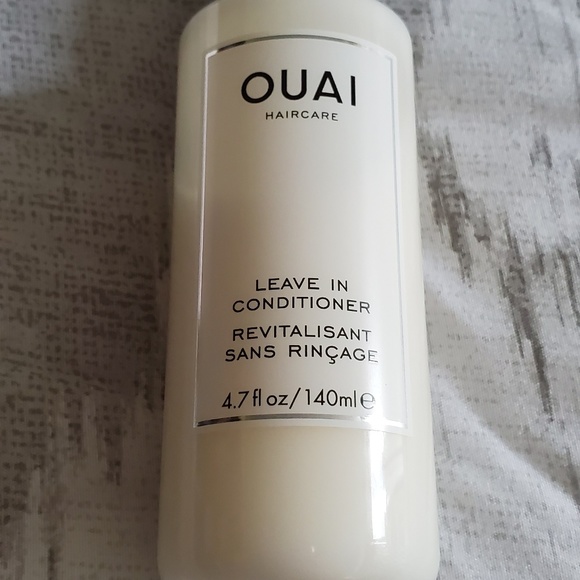 OUAI
HAIRCARE
LEAVE IN
CONDITIONER
REVITALISANT
SANS RINÇAGE
4.7 fl oz/140ml ℮